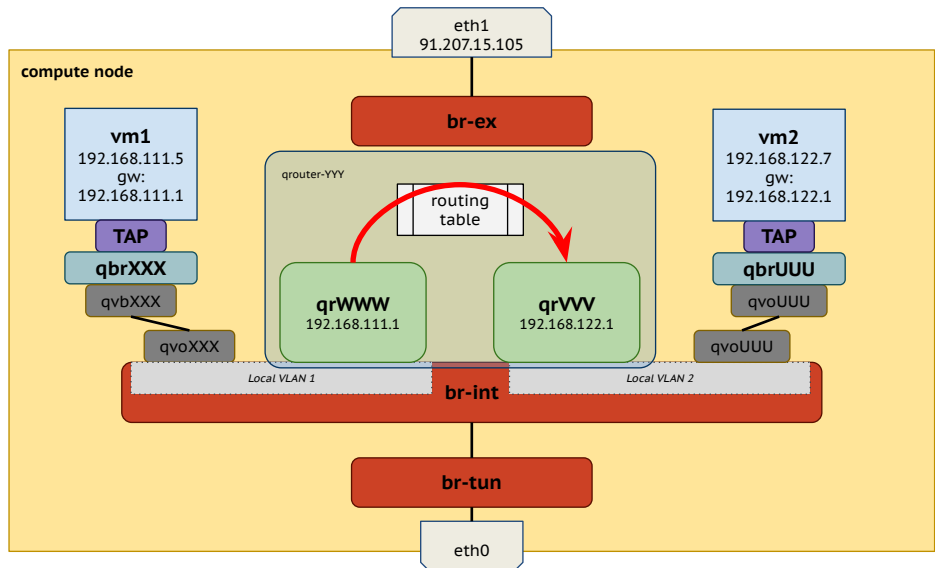 eth1
91.207.15.105
compute node
br-ex
vm1
192.168.111.5
gw:
192.168.111.1
vm2
192.168.122.7
gw:
192.168.122.1
qrouter-YYY
routing
table
TAP
TAP
qbrXXX
qbrUUU
qrWWW
192.168.111.1
qrVVV
192.168.122.1
qvbXXX
qvoUUU
qvoXXX
qvoUUU
Local VLAN 1
Local VLAN 2
br-int
br-tun
eth0